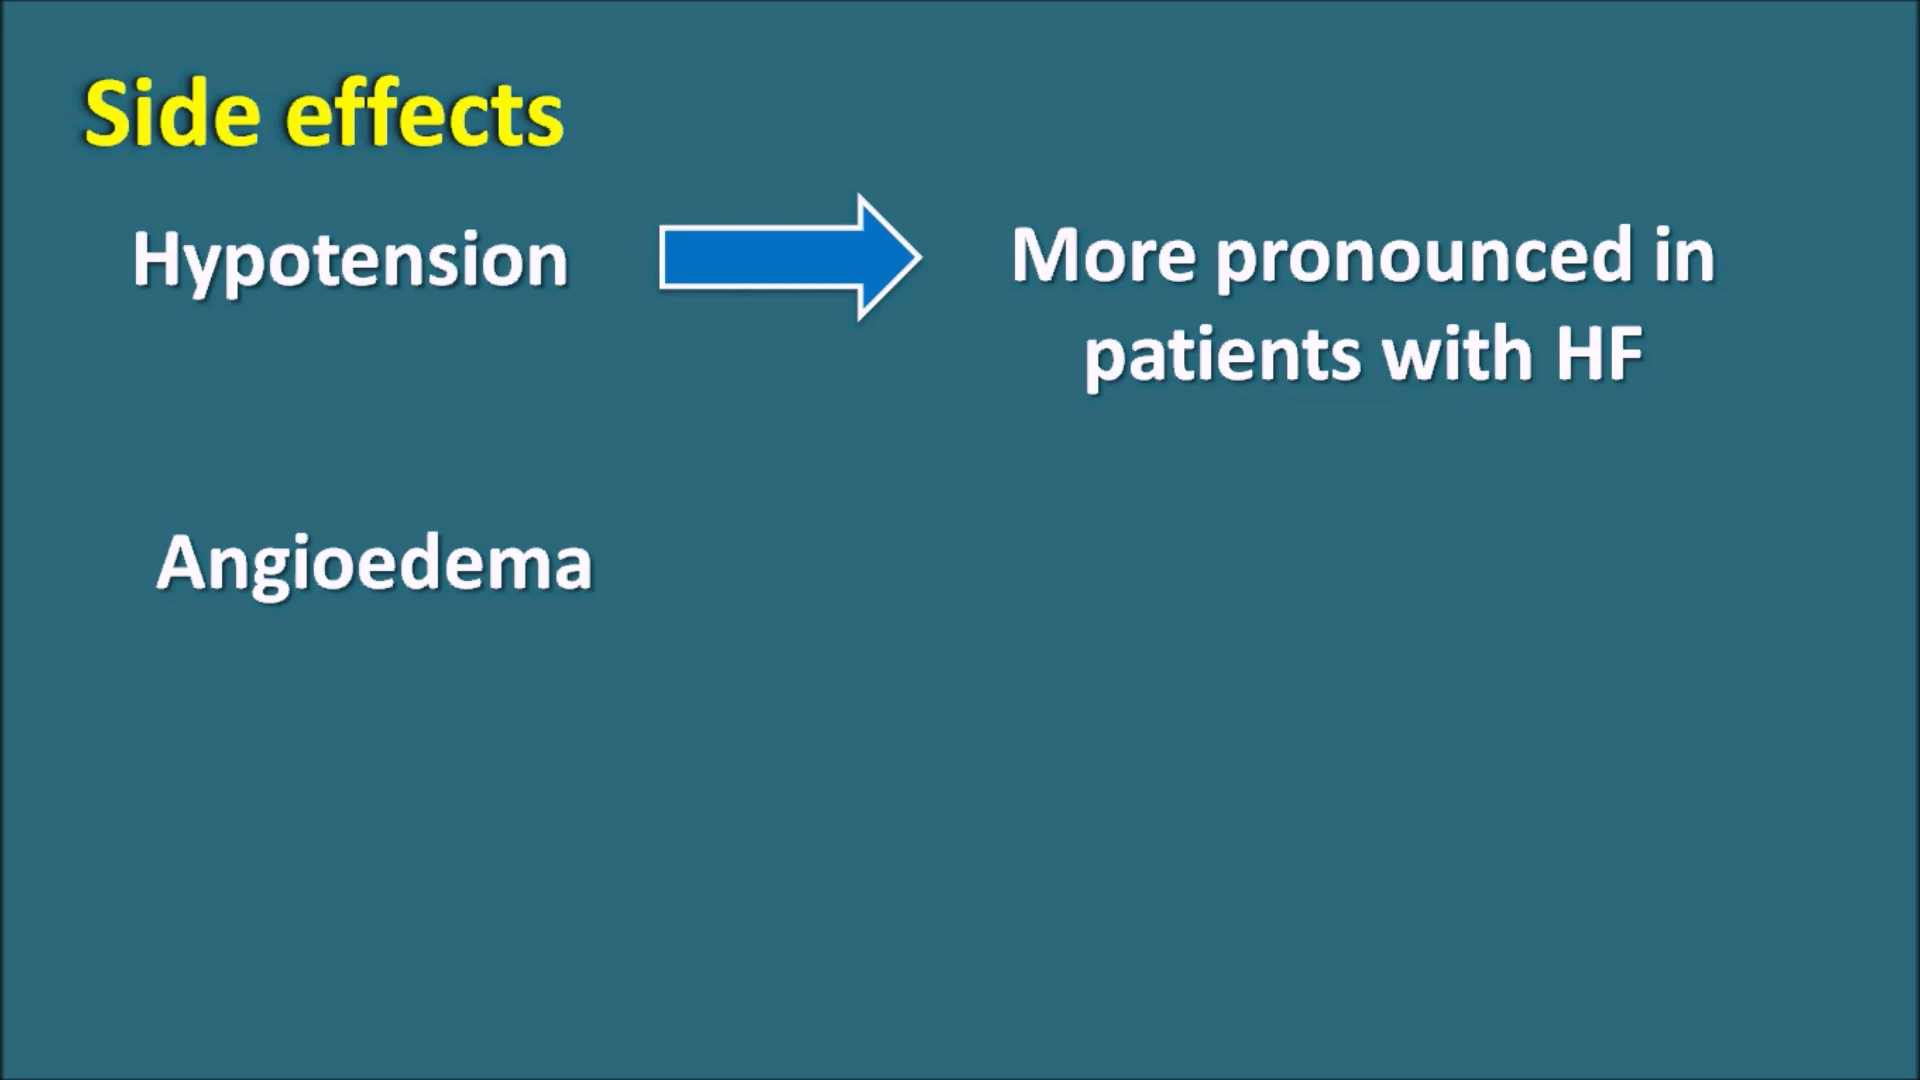 Side effects
Hypotension
More pronounced in
patients with HF
Angioedema